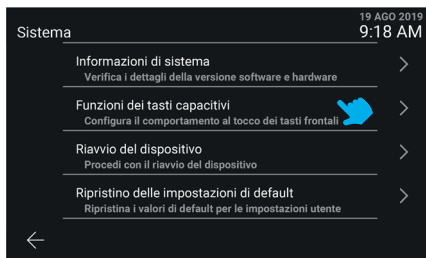 19 AGO 2019
Sistema
9:18 AM
Informazioni di sistema
Verifica i dettagli della versione software e hardware
Funzioni dei tasti capacitivi
Configura il comportamento al tocco dei tasti frontali
Riavvio del dispositivo
Procedi con il riavvio del dispositivo
Ripristino delle impostazioni di default
Ripristina i valori di default per le impostazioni utente